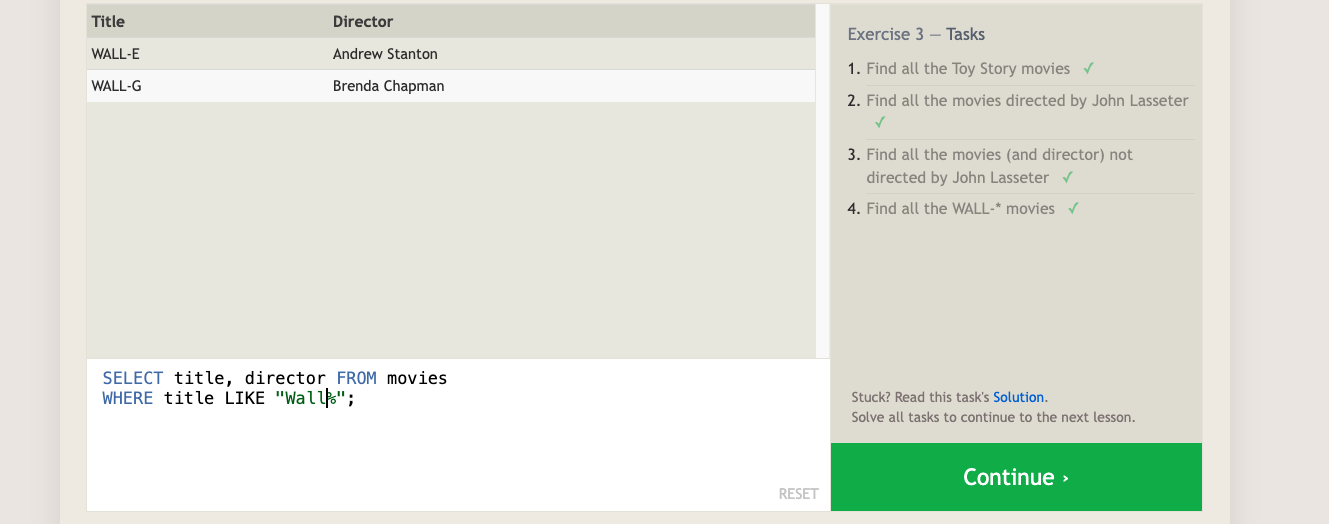 Title Director
WALL-E Andrew Stanton
WALL-G Brenda Chapman
SELECT title, director FROM movies
WHERE title LIKE "Wall%";
RESET
Exercise 3 — Tasks
1. Find all the Toy Story movies ✓
2. Find all the movies directed by John Lasseter
✓
3. Find all the movies (and director) not
directed by John Lasseter ✓
4. Find all the WALL-* movies ✓
Stuck? Read this task's Solution.
Solve all tasks to continue to the next lesson.
Continue ›